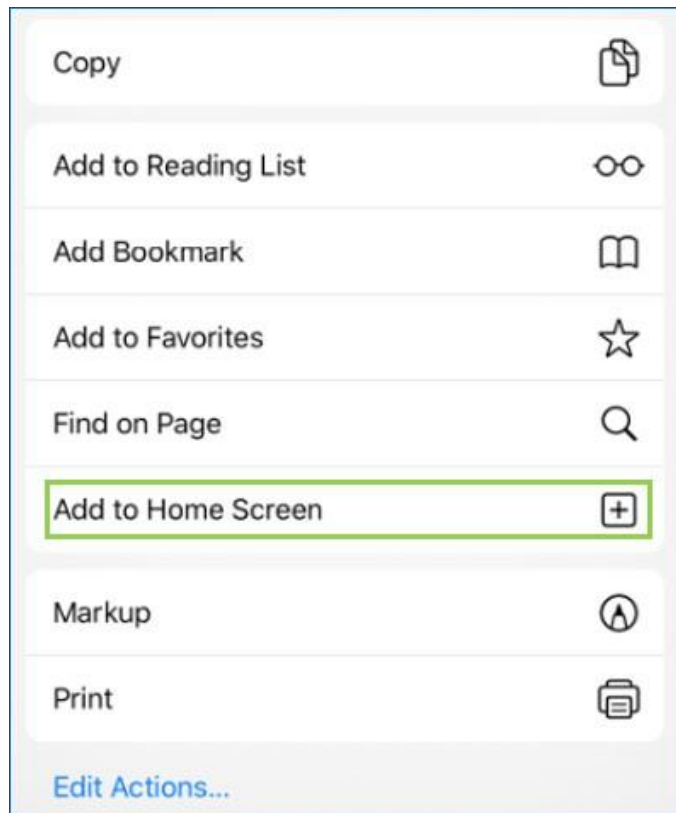 Copy
Add to Reading List
Add Bookmark
Add to Favorites
Find on Page
Add to Home Screen
Markup
Print
Edit Actions...